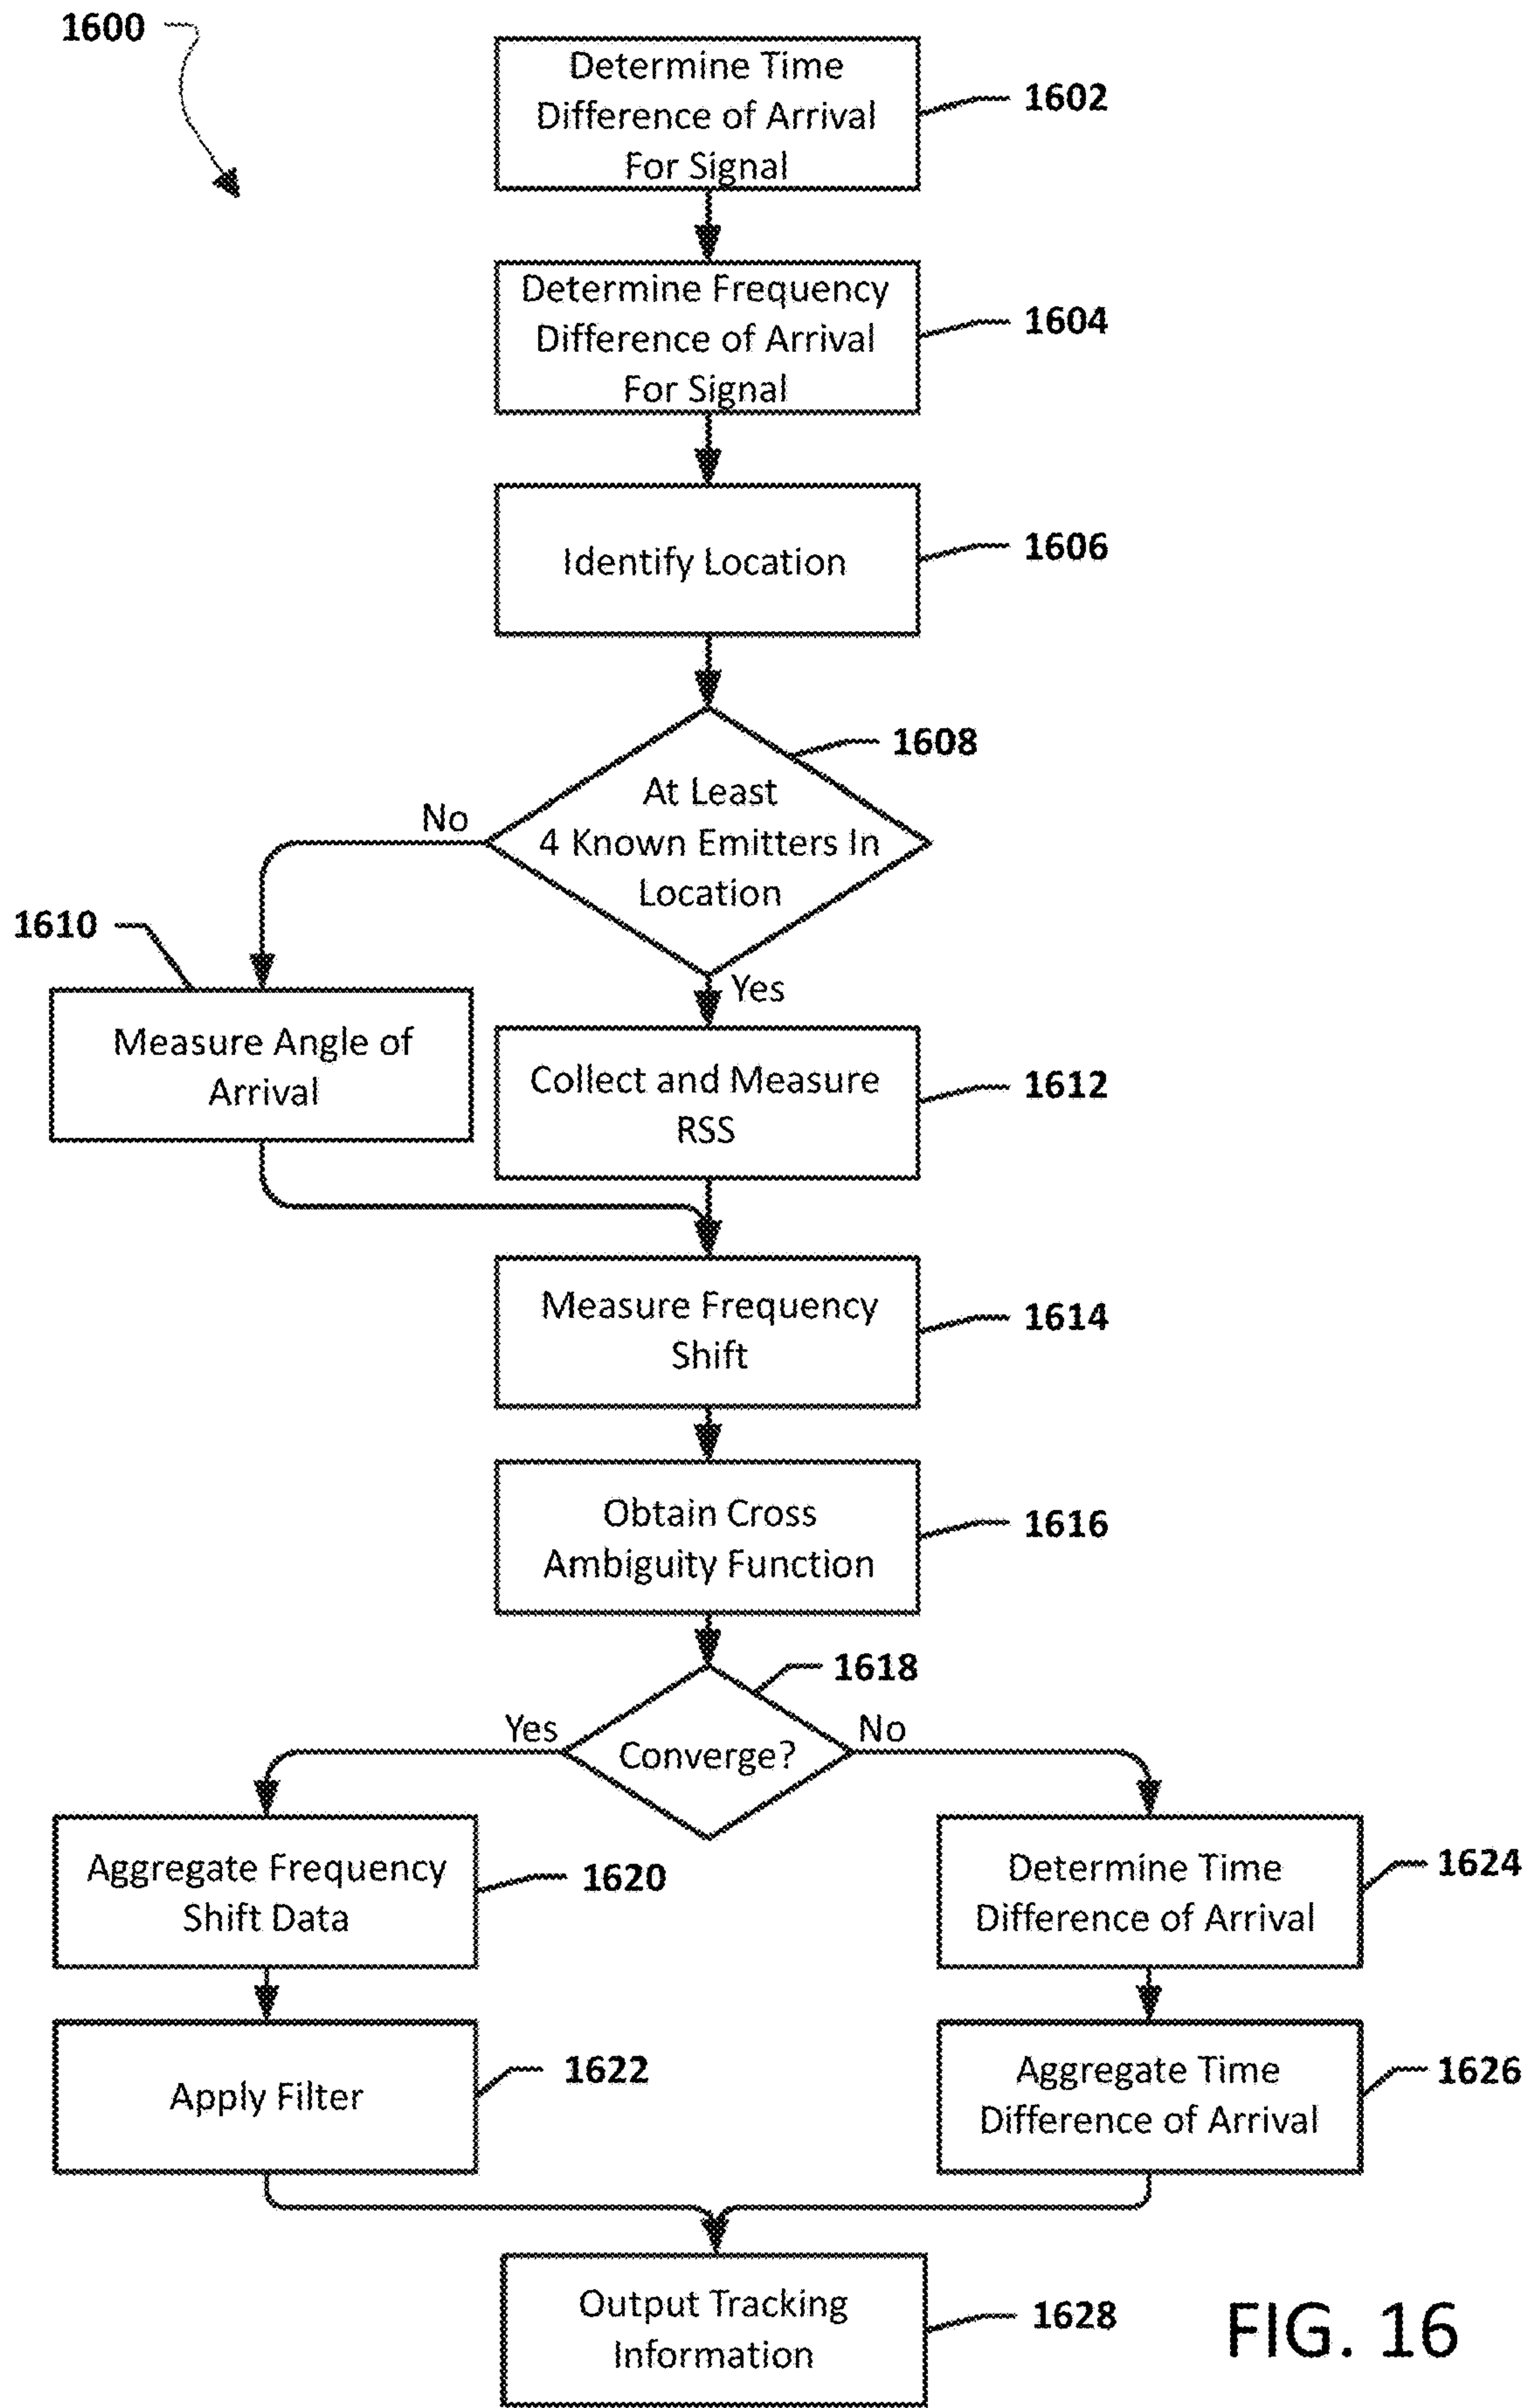 1600
Determine Time
Difference of Arrival
For Signal
1602
Determine Frequency
Difference of Arrival
For Signal
1604
Identify Location
1606
1608
At Least
4 Known Emitters In
Location
No
Yes
1610
Measure Angle of
Arrival
Collect and Measure
RSS
1612
Measure Frequency
Shift
1614
Obtain Cross
Ambiguity Function
1616
1618
Converge?
Yes
No
Aggregate Frequency
Shift Data
1620
Determine Time
Difference of Arrival
1624
Apply Filter
1622
Aggregate Time
Difference of Arrival
1626
Output Tracking
Information
1628
FIG. 16